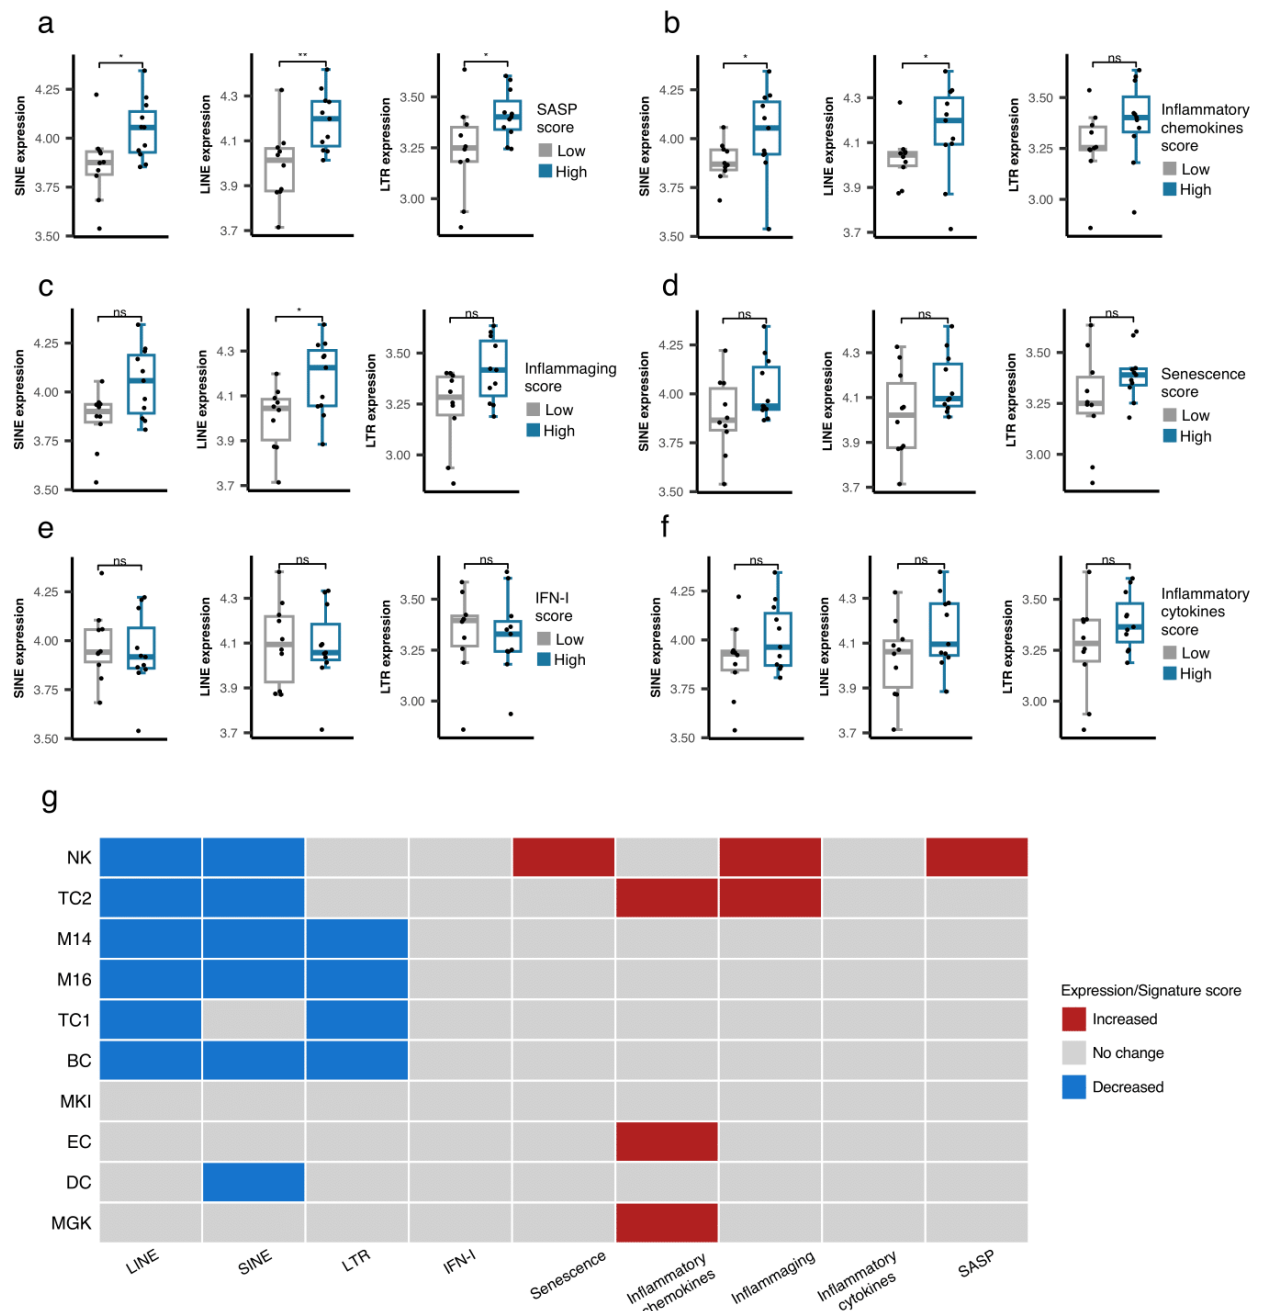 a
SINE expression
4.25
4.00
3.75
3.50
*
LINE expression
4.3
4.1
3.9
3.7
**
LTR expression
3.50
3.25
3.00
*
SASP
score
Low
High
b
SINE expression
4.25
4.00
3.75
3.50
*
LINE expression
4.3
4.1
3.9
3.7
*
LTR expression
3.50
3.25
3.00
ns
Inflammatory
chemokines
score
Low
High
c
SINE expression
4.25
4.00
3.75
3.50
ns
LINE expression
4.3
4.1
3.9
3.7
*
LTR expression
3.50
3.25
3.00
ns
Inflammaging
score
Low
High
d
SINE expression
4.25
4.00
3.75
3.50
ns
LINE expression
4.3
4.1
3.9
3.7
ns
LTR expression
3.50
3.25
3.00
ns
Senescence
score
Low
High
e
SINE expression
4.25
4.00
3.75
3.50
ns
LINE expression
4.3
4.1
3.9
3.7
ns
LTR expression
3.50
3.25
3.00
ns
IFN-I
score
Low
High
f
SINE expression
4.25
4.00
3.75
3.50
ns
LINE expression
4.3
4.1
3.9
3.7
ns
LTR expression
3.50
3.25
3.00
ns
Inflammatory
cytokines
score
Low
High
g
NK
TC2
M14
M16
TC1
BC
MKI
EC
DC
MGK
LINE
SINE
LTR
IFN-I
Senescence
Inflammatory
chemokines
Inflammaging
Inflammatory
cytokines
SASP
Expression/Signature score
Increased
No change
Decreased